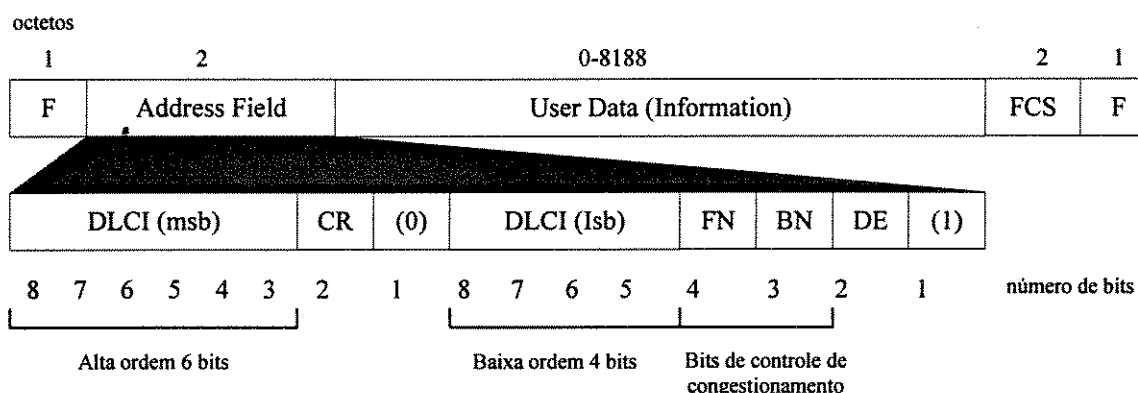 octetos
1 2 0-8188 2 1
F Address Field User Data (Information) FCS F
DLCI (msb) CR (0) DLCI (Isb) FN BN DE (1)
8 7 6 5 4 3 2 1 8 7 6 5 4 3 2 1 número de bits
Alta ordem 6 bits Baixa ordem 4 bits Bits de controle de
congestionamento